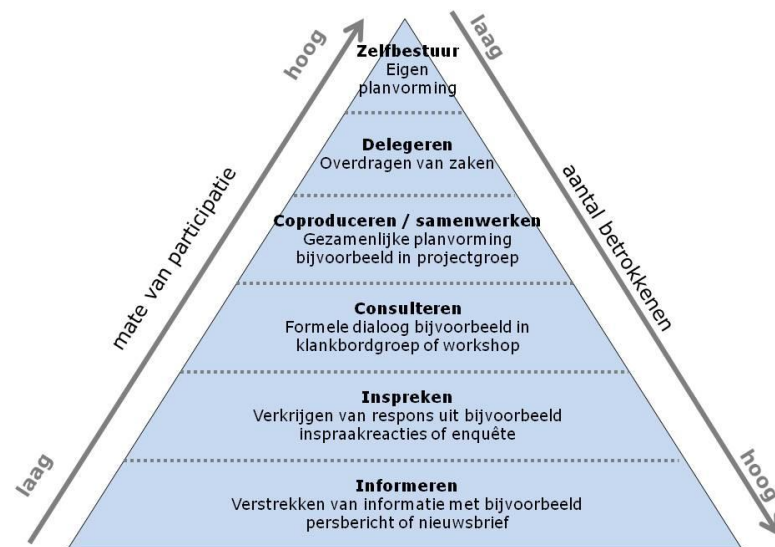 hoog
laag
Zelfbestuur
Eigen
planvorming
Delegeren
Overdragen van zaken
mate van participatie
aantal betrokkenen
Coproduceren / samenwerken
Gezamenlijke planvorming
bijvoorbeeld in projectgroep
Consulteren
Formele dialoog bijvoorbeeld in
klankbordgroep of workshop
Inspreken
Verkrijgen van respons uit bijvoorbeeld
inspraakreacties of enquête
laag
hoog
Informeren
Verstrekken van informatie met bijvoorbeeld
persbericht of nieuwsbrief